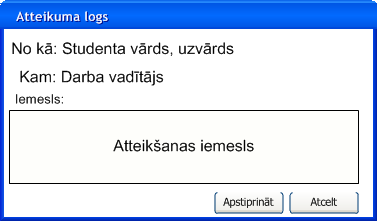 Atteikuma logs
No kā: Studenta vārds, uzvārds
Kam: Darba vadītājs
Iemesls:
Atteikšanas iemesls
Apstiprināt Atcelt